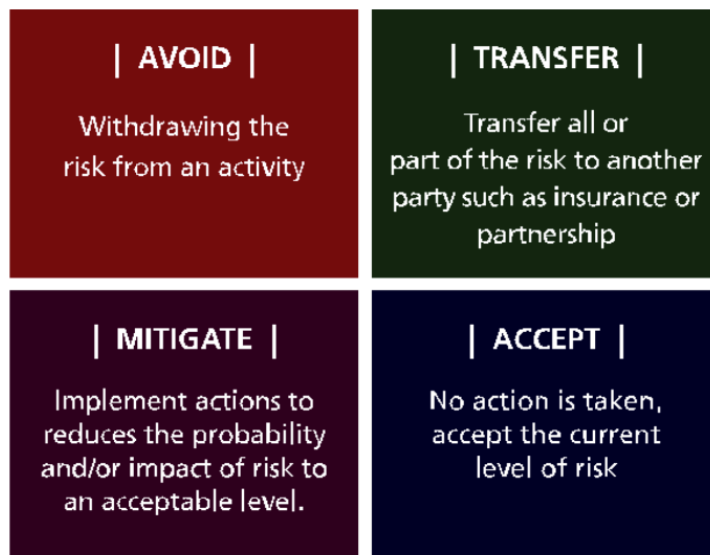 | AVOID |
Withdrawing the
risk from an activity
| TRANSFER |
Transfer all or
part of the risk to another
party such as insurance or
partnership
| MITIGATE |
Implement actions to
reduces the probability
and/or impact of risk to
an acceptable level.
| ACCEPT |
No action is taken,
accept the current
level of risk